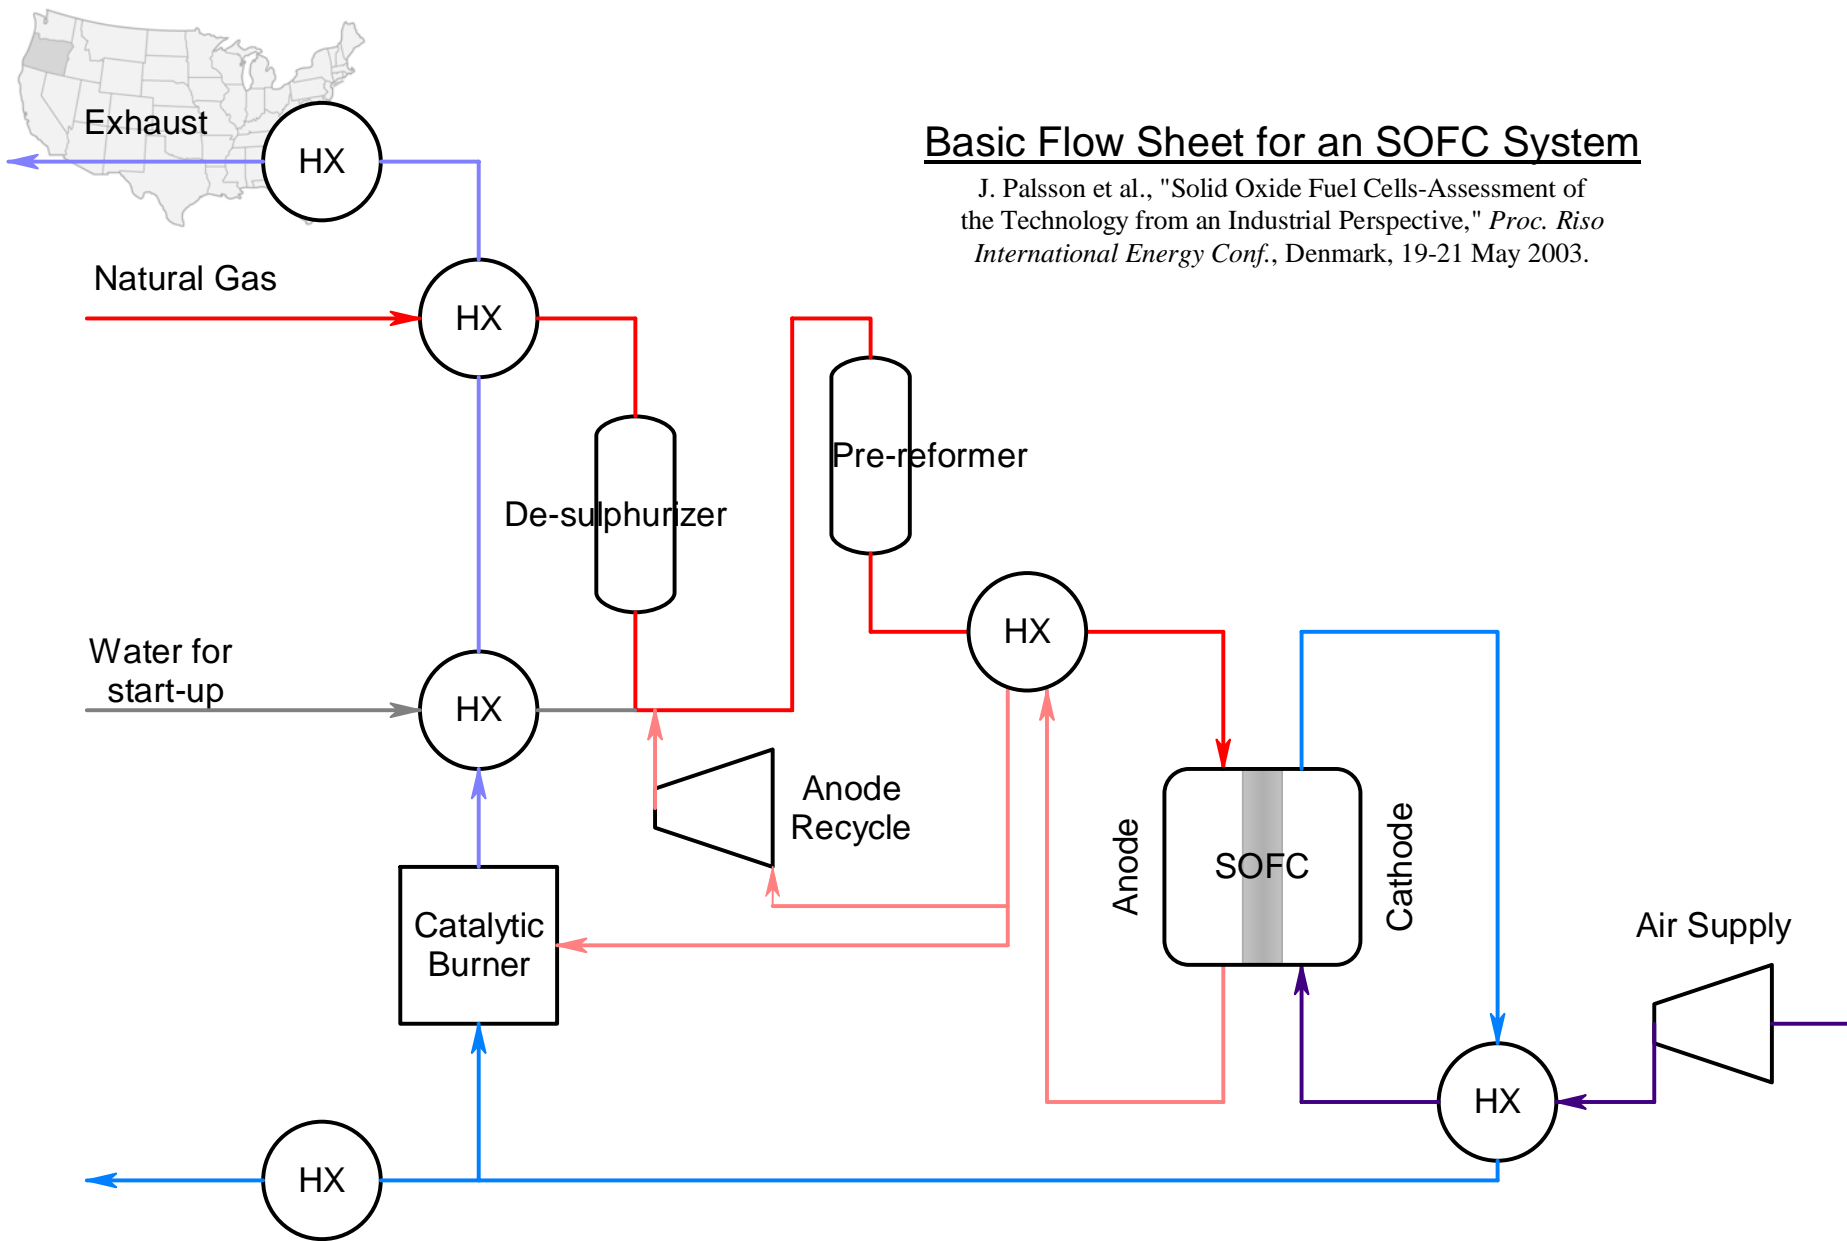 Exhaust
HX
Basic Flow Sheet for an SOFC System
J. Palsson et al., "Solid Oxide Fuel Cells-Assessment of
the Technology from an Industrial Perspective," Proc. Riso
International Energy Conf., Denmark, 19-21 May 2003.
Natural Gas
HX
Pre-reformer
De-sulphurizer
HX
Water for
start-up
HX
Anode
Recycle
Anode
SOFC
Cathode
Catalytic
Burner
Air Supply
HX
HX